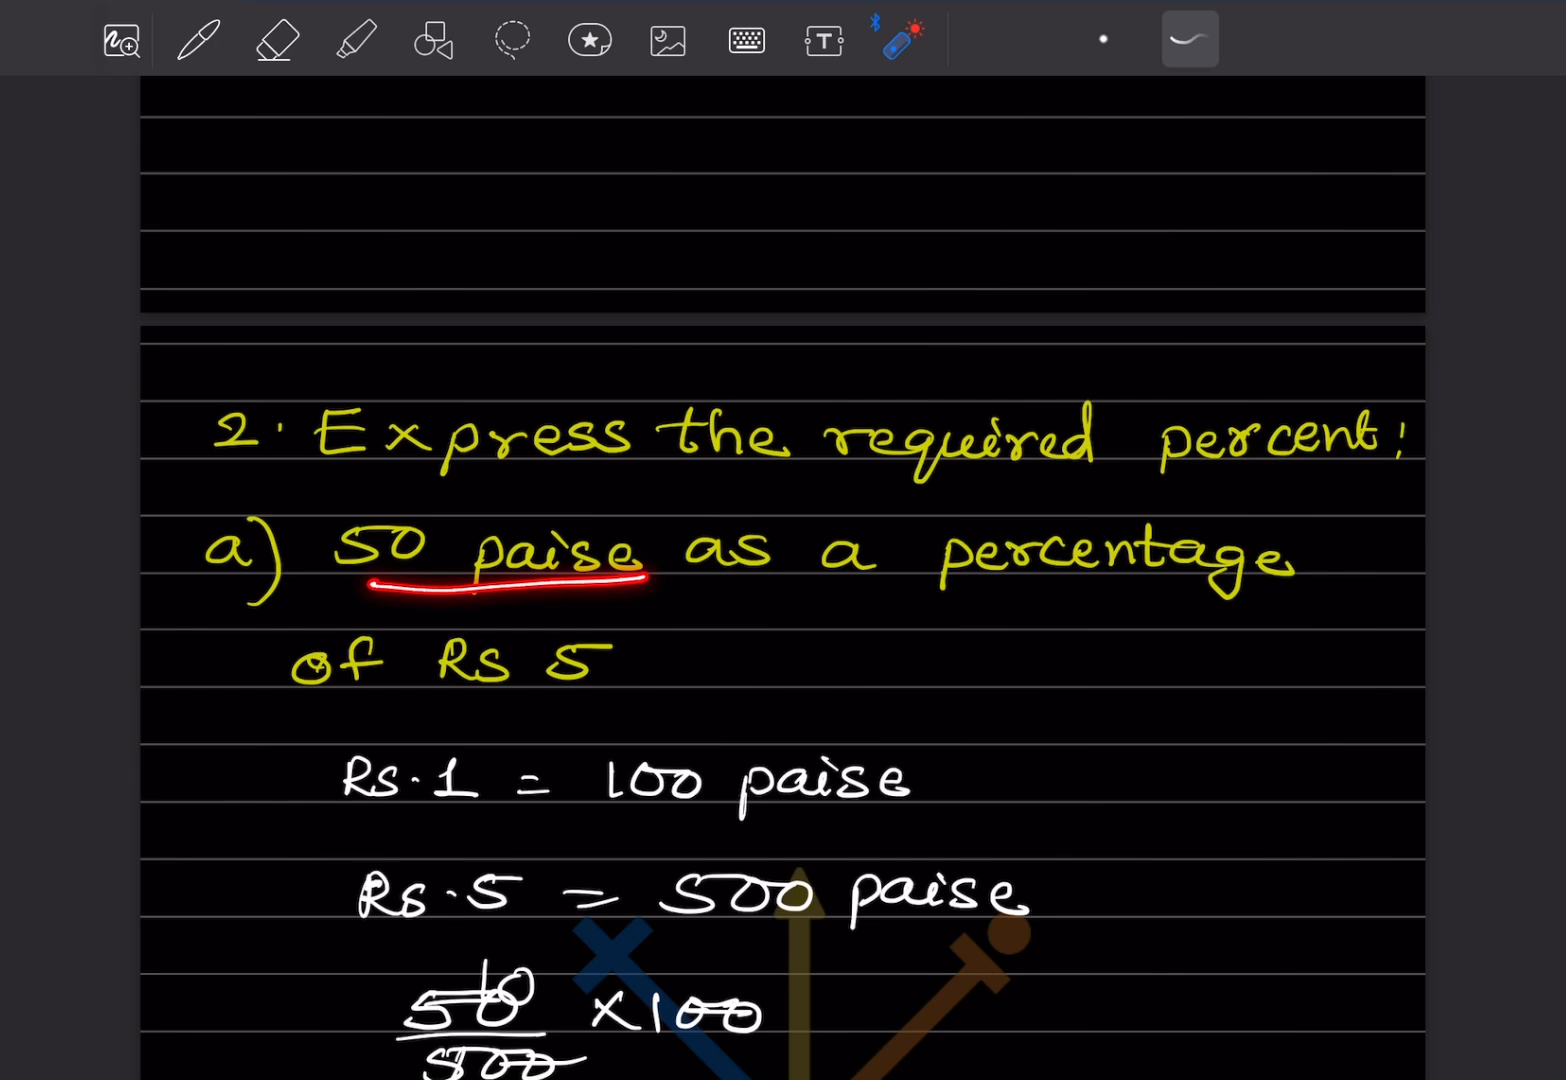 2. Express the required percent:
a) 50 paise as a percentage
of Rs 5
Rs. 1 = 100 paise
Rs. 5 = 500 paise
10
50 × 100
500